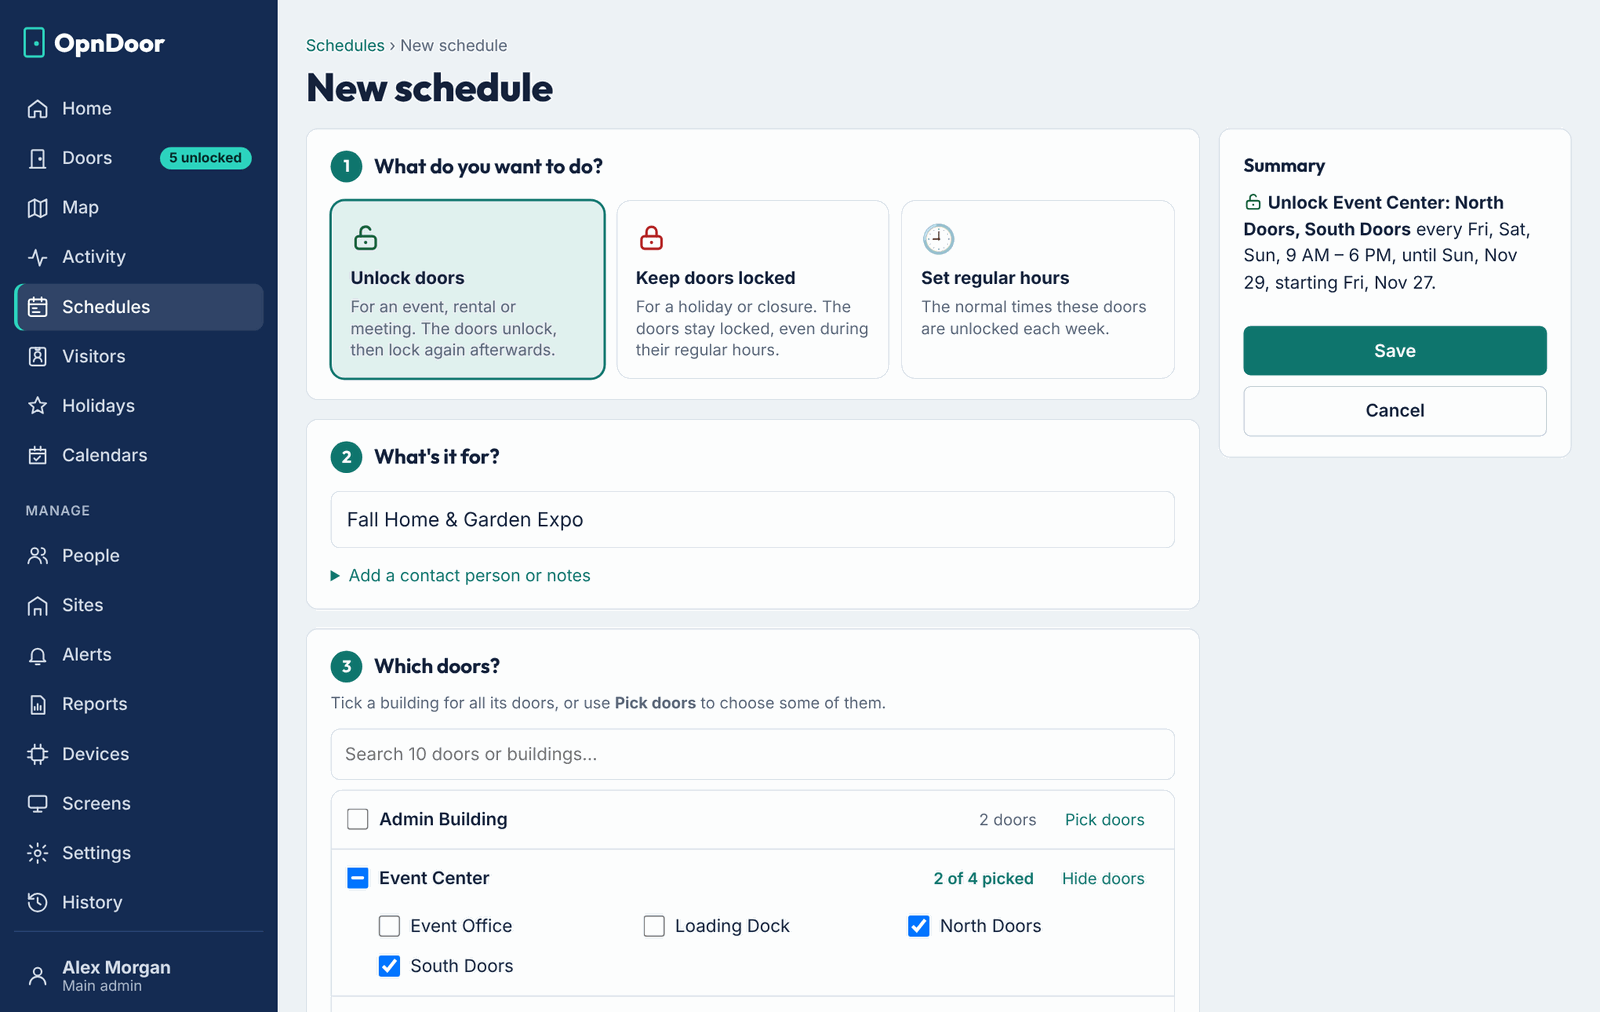 OpnDoor
Home
Doors
5 unlocked
Map
Activity
Schedules
Visitors
Holidays
Calendars
MANAGE
People
Sites
Alerts
Reports
Devices
Screens
Settings
History
Alex Morgan
Main admin
Schedules › New schedule
New schedule
1 What do you want to do?
Unlock doors
For an event, rental or
meeting. The doors unlock,
then lock again afterwards.
Keep doors locked
For a holiday or closure. The
doors stay locked, even during
their regular hours.
Set regular hours
The normal times these doors
are unlocked each week.
2 What's it for?
Fall Home & Garden Expo
Add a contact person or notes
3 Which doors?
Tick a building for all its doors, or use Pick doors to choose some of them.
Search 10 doors or buildings...
Admin Building 2 doors Pick doors
Event Center 2 of 4 picked Hide doors
Event Office Loading Dock North Doors
South Doors
Summary
Unlock Event Center: North
Doors, South Doors every Fri, Sat,
Sun, 9 AM – 6 PM, until Sun, Nov
29, starting Fri, Nov 27.
Save
Cancel